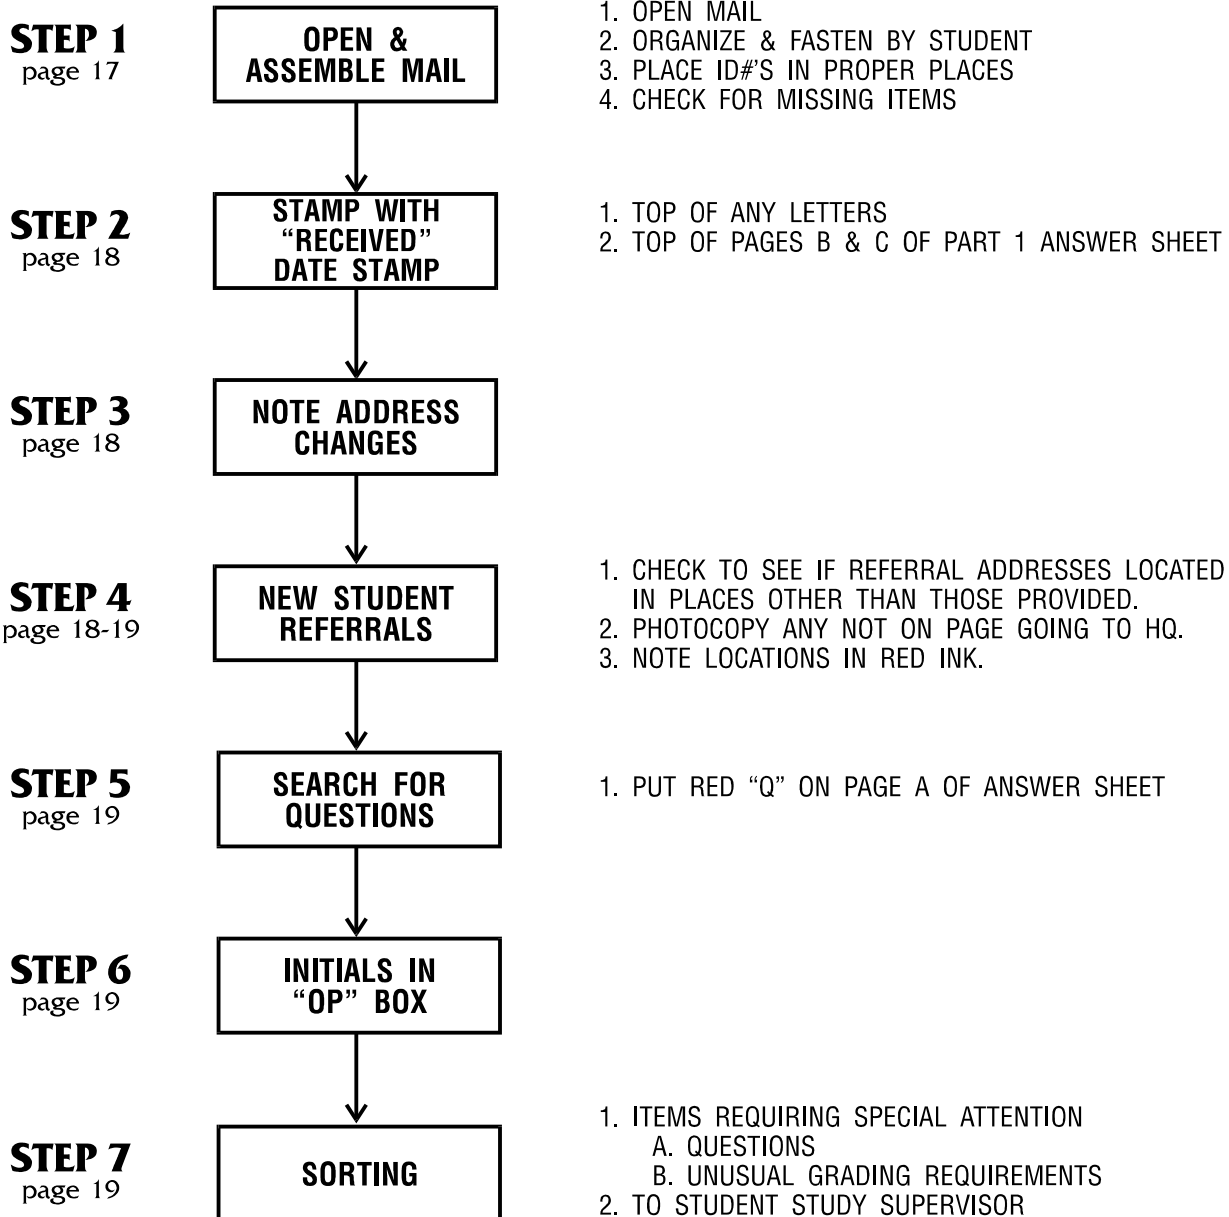 STEP 1
page 17
OPEN &
ASSEMBLE MAIL
1. OPEN MAIL
2. ORGANIZE & FASTEN BY STUDENT
3. PLACE ID#'S IN PROPER PLACES
4. CHECK FOR MISSING ITEMS
STEP 2
page 18
STAMP WITH
“RECEIVED”
DATE STAMP
1. TOP OF ANY LETTERS
2. TOP OF PAGES B & C OF PART 1 ANSWER SHEET
STEP 3
page 18
NOTE ADDRESS
CHANGES
STEP 4
page 18-19
NEW STUDENT
REFERRALS
1. CHECK TO SEE IF REFERRAL ADDRESSES LOCATED
IN PLACES OTHER THAN THOSE PROVIDED.
2. PHOTOCOPY ANY NOT ON PAGE GOING TO HQ.
3. NOTE LOCATIONS IN RED INK.
STEP 5
page 19
SEARCH FOR
QUESTIONS
1. PUT RED “Q” ON PAGE A OF ANSWER SHEET
STEP 6
page 19
INITIALS IN
“OP” BOX
STEP 7
page 19
SORTING
1. ITEMS REQUIRING SPECIAL ATTENTION
A. QUESTIONS
B. UNUSUAL GRADING REQUIREMENTS
2. TO STUDENT STUDY SUPERVISOR